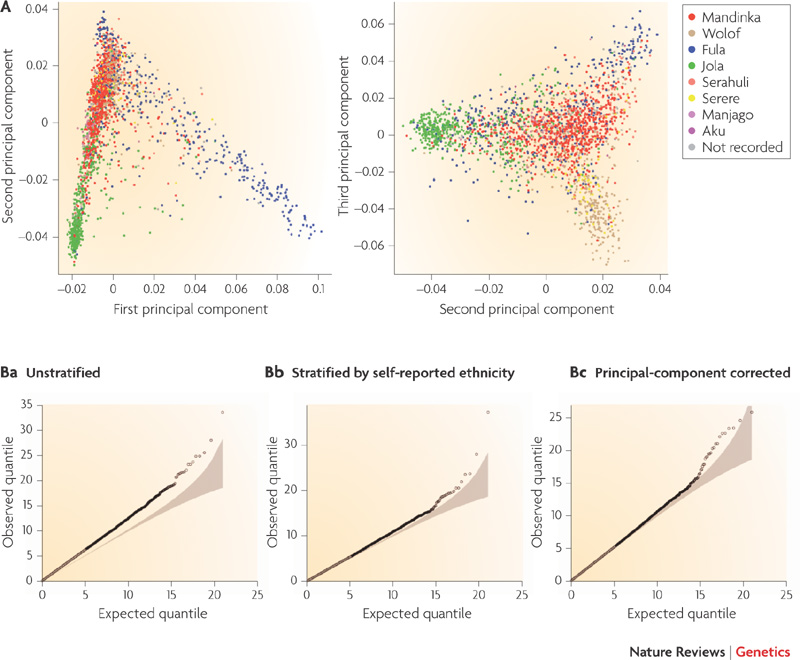 A
0.04
0.02
0
−0.02
−0.04
Second principal component
−0.02 0 0.02 0.04 0.06 0.08 0.1
First principal component
0.06
0.04
0.02
0
−0.02
−0.04
−0.06
Third principal component
−0.04 −0.02 0 0.02 0.04
Second principal component
Mandinka
Wolof
Fula
Jola
Serahuli
Serere
Manjago
Aku
Not recorded
Ba Unstratified
35
30
25
20
15
10
5
0
Observed quantile
0 5 10 15 20 25
Expected quantile
Bb Stratified by self-reported ethnicity
30
20
10
0
Observed quantile
0 5 10 15 20 25
Expected quantile
Bc Principal-component corrected
25
20
15
10
5
0
Observed quantile
0 5 10 15 20 25
Expected quantile
Nature Reviews | Genetics